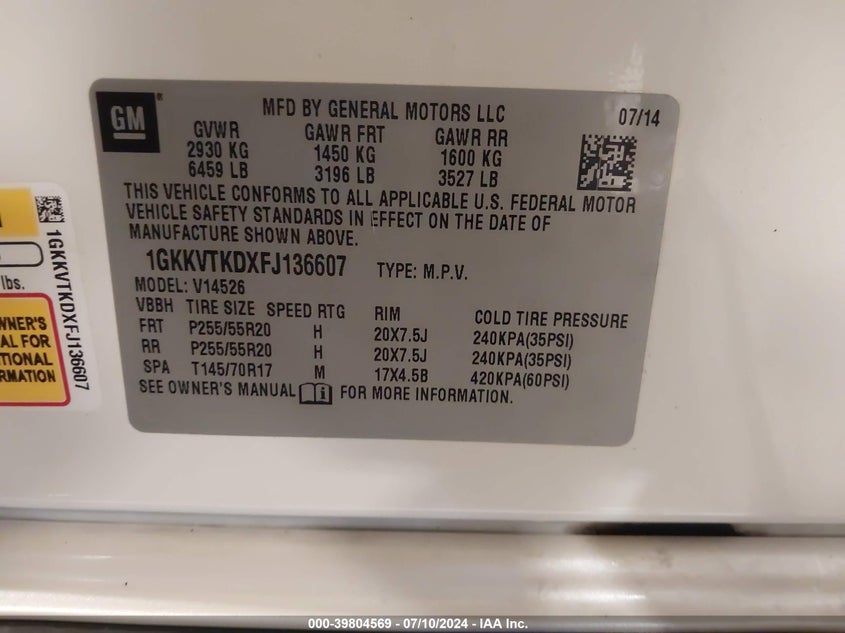 GM
®
MFD BY GENERAL MOTORS LLC
07/14
GVWR GAWR FRT GAWR RR
2930 KG 1450 KG 1600 KG
6459 LB 3196 LB 3527 LB
THIS VEHICLE CONFORMS TO ALL APPLICABLE U.S. FEDERAL MOTOR
VEHICLE SAFETY STANDARDS IN EFFECT ON THE DATE OF
MANUFACTURE SHOWN ABOVE.
1GKKVTKDXFJ136607 TYPE: M.P.V.
MODEL: V14526
VBBH TIRE SIZE SPEED RTG RIM COLD TIRE PRESSURE
FRT P255/55R20 H 20X7.5J 240KPA(35PSI)
RR P255/55R20 H 20X7.5J 240KPA(35PSI)
SPA T145/70R17 M 17X4.5B 420KPA(60PSI)
SEE OWNER'S MANUAL FOR MORE INFORMATION.
1GKKVTKDXFJ136607
lbs.
WNER'S
AL FOR
TIONAL
RMATION
000-39804569 - 07/10/2024 - IAA Inc.